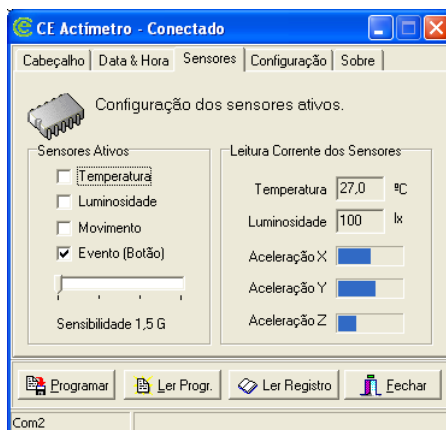 CE Actímetro - Conectado
Cabeçalho Data & Hora Sensores Configuração Sobre
Configuração dos sensores ativos.
Sensores Ativos
Temperatura
Luminosidade
Movimento
Evento (Botão)
Sensibilidade 1,5 G
Leitura Corrente dos Sensores
Temperatura 27,0 ºC
Luminosidade 100 lx
Aceleração X
Aceleração Y
Aceleração Z
Programar Ler Progr. Ler Registro Fechar
Com2